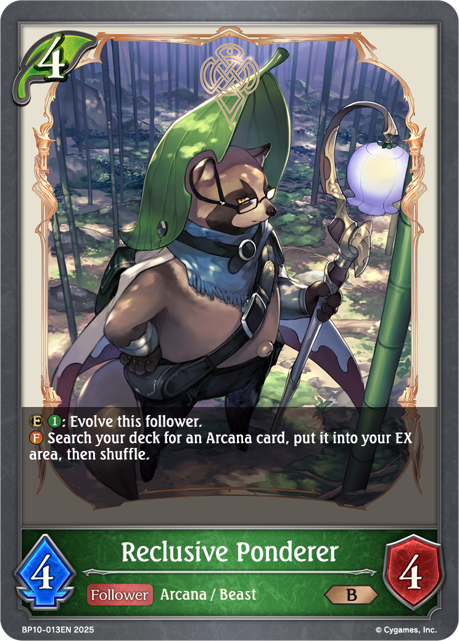 4
E 1: Evolve this follower.
F Search your deck for an Arcana card, put it into your EX
area, then shuffle.
Reclusive Ponderer
4
Follower Arcana / Beast
B
4
BP10-013EN 2025
© Cygames, Inc.